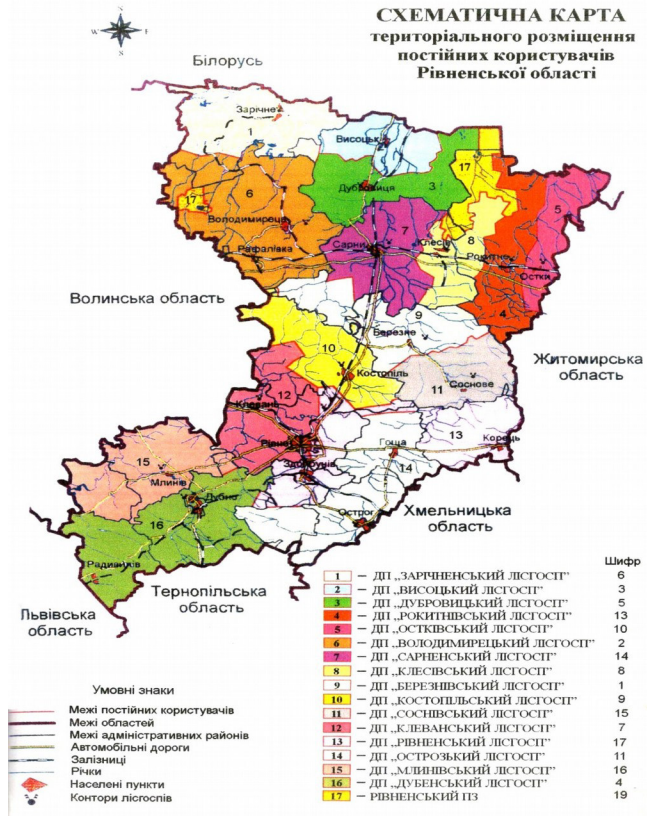 СХЕМАТИЧНА КАРТА
територіального розміщення
постійних користувачів
Рівненської області
N
W
E
S
Білорусь
Зарічне
1
Висоцьк
2
17
5
Дубровиця
3
6
17
Володимирець
7
Клесів
8
П. Рафалівка
Сарни
Рокитно
Остки
Волинська область
9
4
Березне
10
Житомирська
область
Костопіль
11
Соснове
12
Клевань
13
Рівне
Гоща
Корець
15
Здолбунів
14
Млинів
Дубно
Хмельницька
область
16
Острог
Радивилів
Тернопільська
область
Львівська
область
Шифр
1 – ДП „ЗАРІЧНЕНСЬКИЙ ЛІСГОСП” 6
2 – ДП „ВИСОЦЬКИЙ ЛІСГОСП” 3
3 – ДП „ДУБРОВИЦЬКИЙ ЛІСГОСП” 5
4 – ДП „РОКИТНІВСЬКИЙ ЛІСГОСП” 13
5 – ДП „ОСТКІВСЬКИЙ ЛІСГОСП” 10
6 – ДП „ВОЛОДИМИРЕЦЬКИЙ ЛІСГОСП” 2
7 – ДП „САРНЕНСЬКИЙ ЛІСГОСП” 14
8 – ДП „КЛЕСІВСЬКИЙ ЛІСГОСП” 8
9 – ДП „БЕРЕЗНІВСЬКИЙ ЛІСГОСП” 1
10 – ДП „КОСТОПІЛЬСЬКИЙ ЛІСГОСП” 9
11 – ДП „СОСНІВСЬКИЙ ЛІСГОСП” 15
12 – ДП „КЛЕВАНСЬКИЙ ЛІСГОСП” 7
13 – ДП „РІВНЕНСЬКИЙ ЛІСГОСП” 17
14 – ДП „ОСТРОЗЬКИЙ ЛІСГОСП” 11
15 – ДП „МЛИНІВСЬКИЙ ЛІСГОСП” 16
16 – ДП „ДУБЕНСЬКИЙ ЛІСГОСП” 4
17 – РІВНЕНСЬКИЙ ПЗ 19
Умовні знаки
Межі постійних користувачів
Межі областей
Межі адміністративних районів
Автомобільні дороги
Залізниці
Річки
Населені пункти
Контори лісгоспів